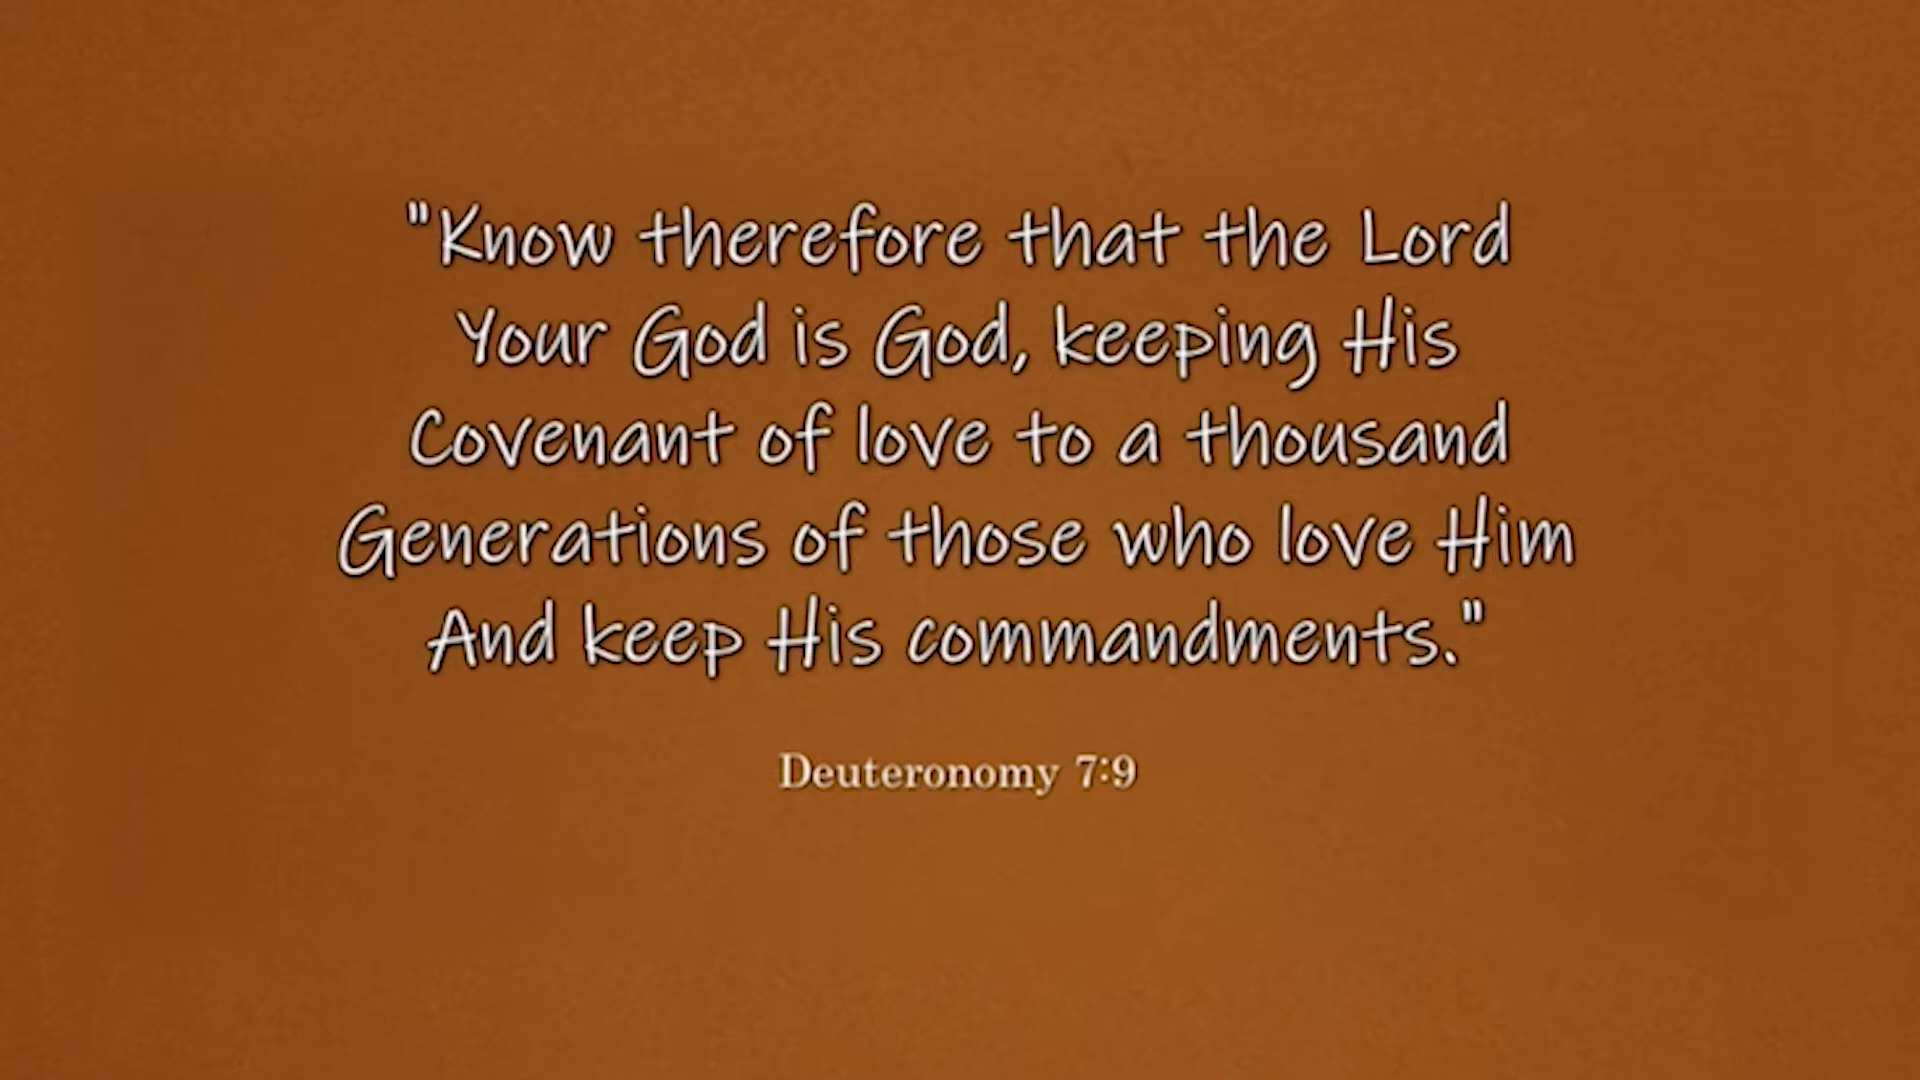 "Know therefore that the Lord
Your God is God, keeping His
Covenant of love to a thousand
Generations of those who love Him
And keep His commandments."
Deuteronomy 7:9